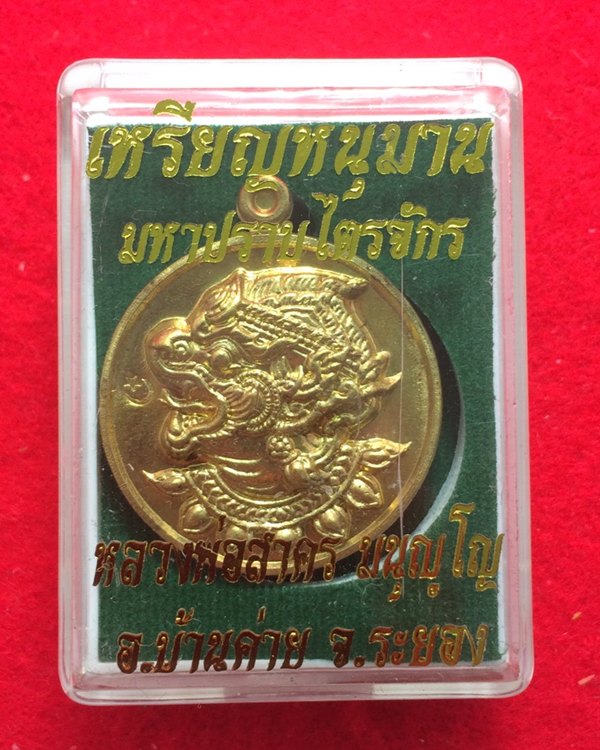 เหรียญหนุมาน
มหาปราบไตรจักร
หลวงพ่อสาคร มนุญฺโญ
อ.บ้านค่าย จ.ระยอง